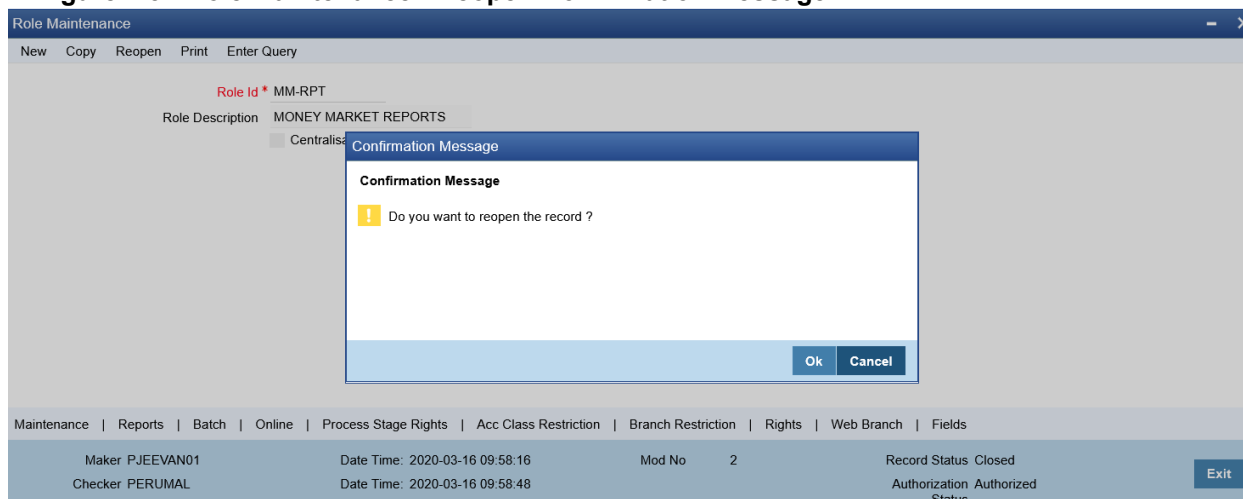 Role Maintenance
New Copy Reopen Print Enter Query
Role Id * MM-RPT
Role Description MONEY MARKET REPORTS
Confirmation Message
Confirmation Message
! Do you want to reopen the record ?
Ok Cancel
Maintenance | Reports | Batch | Online | Process Stage Rights | Acc Class Restriction | Branch Restriction | Rights | Web Branch | Fields
Maker PJEEVAN01 Date Time: 2020-03-16 09:58:16 Mod No 2 Record Status Closed
Checker PERUMAL Date Time: 2020-03-16 09:58:48 Authorization Authorized
Status
Exit